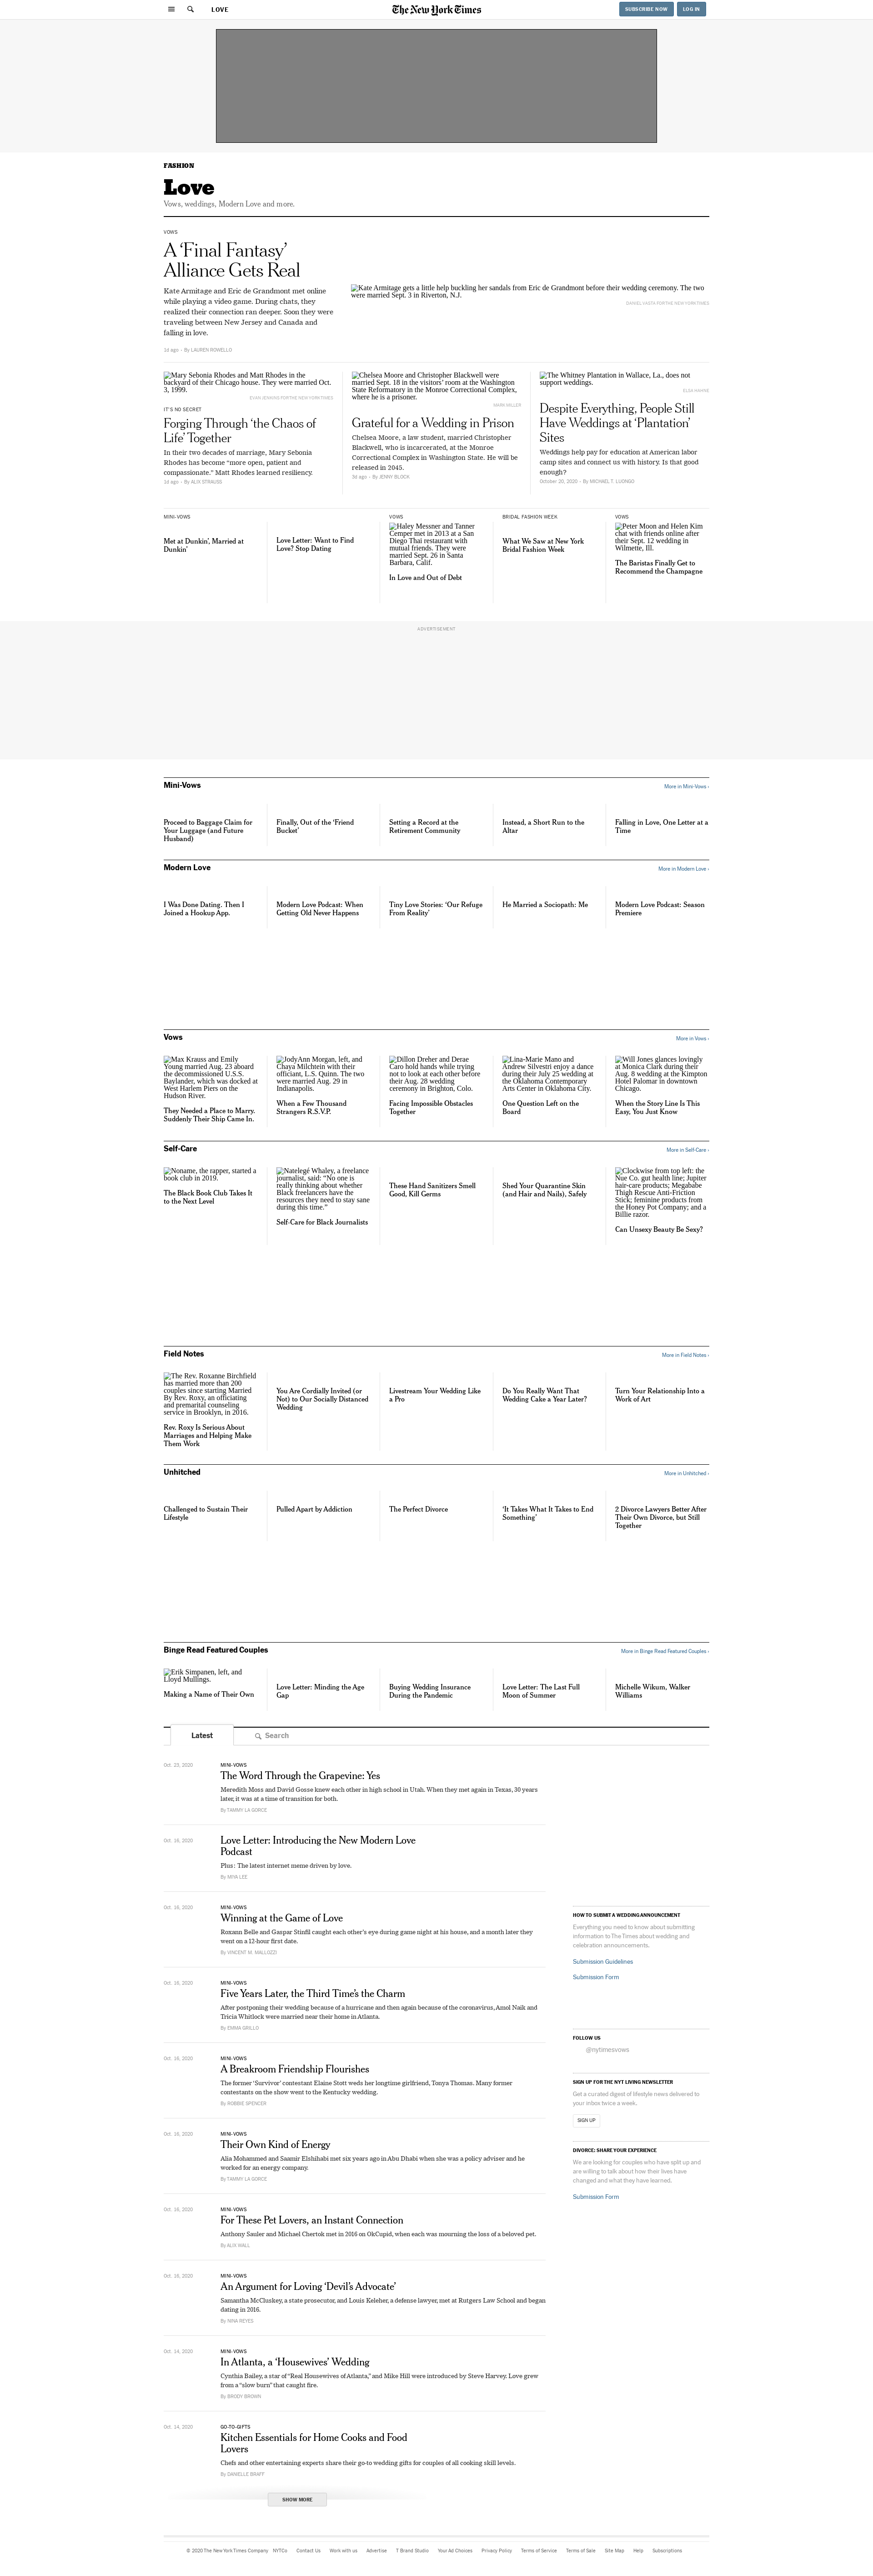 LOVE
The New York Times
SUBSCRIBE NOW
LOG IN
FASHION
Love
Vows, weddings, Modern Love and more.
VOWS
A ‘Final Fantasy’
Alliance Gets Real
Kate Armitage and Eric de Grandmont met online
while playing a video game. During chats, they
realized their connection ran deeper. Soon they were
traveling between New Jersey and Canada and
falling in love.
1d ago – By LAUREN ROWELLO
Kate Armitage gets a little help buckling her sandals from Eric de Grandmont before their wedding ceremony. The two
were married Sept. 3 in Riverton, N.J.
DANIEL VASTA FOR THE NEW YORK TIMES
Mary Sebonia Rhodes and Matt Rhodes in the
backyard of their Chicago house. They were married Oct.
3, 1999.
EVAN JENKINS FOR THE NEW YORK TIMES
IT’S NO SECRET
Forging Through ‘the Chaos of
Life’ Together
In their two decades of marriage, Mary Sebonia
Rhodes has become “more open, patient and
compassionate.” Matt Rhodes learned resiliency.
1d ago – By ALIX STRAUSS
Chelsea Moore and Christopher Blackwell were
married Sept. 18 in the visitors’ room at the Washington
State Reformatory in the Monroe Correctional Complex,
where he is a prisoner.
MARK MILLER
Grateful for a Wedding in Prison
Chelsea Moore, a law student, married Christopher
Blackwell, who is incarcerated, at the Monroe
Correctional Complex in Washington State. He will be
released in 2045.
3d ago – By JENNY BLOCK
The Whitney Plantation in Wallace, La., does not
support weddings.
ELSA HAHNE
Despite Everything, People Still
Have Weddings at ‘Plantation’
Sites
Weddings help pay for education at American labor
camp sites and connect us with history. Is that good
enough?
October 20, 2020 – By MICHAEL T. LUONGO
MINI-VOWS
Met at Dunkin’, Married at
Dunkin’
Love Letter: Want to Find
Love? Stop Dating
VOWS
Haley Messner and Tanner
Cemper met in 2013 at a San
Diego Thai restaurant with
mutual friends. They were
married Sept. 26 in Santa
Barbara, Calif.
In Love and Out of Debt
BRIDAL FASHION WEEK
What We Saw at New York
Bridal Fashion Week
VOWS
Peter Moon and Helen Kim
chat with friends online after
their Sept. 12 wedding in
Wilmette, Ill.
The Baristas Finally Get to
Recommend the Champagne
ADVERTISEMENT
Mini-Vows
More in Mini-Vows ›
Proceed to Baggage Claim for
Your Luggage (and Future
Husband)
Finally, Out of the ‘Friend
Bucket’
Setting a Record at the
Retirement Community
Instead, a Short Run to the
Altar
Falling in Love, One Letter at a
Time
Modern Love
More in Modern Love ›
I Was Done Dating. Then I
Joined a Hookup App.
Modern Love Podcast: When
Getting Old Never Happens
Tiny Love Stories: ‘Our Refuge
From Reality’
He Married a Sociopath: Me
Modern Love Podcast: Season
Premiere
Vows
More in Vows ›
Max Krauss and Emily
Young married Aug. 23 aboard
the decommissioned U.S.S.
Baylander, which was docked at
West Harlem Piers on the
Hudson River.
They Needed a Place to Marry.
Suddenly Their Ship Came In.
JodyAnn Morgan, left, and
Chaya Milchtein with their
officiant, L.S. Quinn. The two
were married Aug. 29 in
Indianapolis.
When a Few Thousand
Strangers R.S.V.P.
Dillon Dreher and Derae
Caro hold hands while trying
not to look at each other before
their Aug. 28 wedding
ceremony in Brighton, Colo.
Facing Impossible Obstacles
Together
Lina-Marie Mano and
Andrew Silvestri enjoy a dance
during their July 25 wedding at
the Oklahoma Contemporary
Arts Center in Oklahoma City.
One Question Left on the
Board
Will Jones glances lovingly
at Monica Clark during their
Aug. 8 wedding at the Kimpton
Hotel Palomar in downtown
Chicago.
When the Story Line Is This
Easy, You Just Know
Self-Care
More in Self-Care ›
Noname, the rapper, started a
book club in 2019.
The Black Book Club Takes It
to the Next Level
Natelegé Whaley, a freelance
journalist, said: “No one is
really thinking about whether
Black freelancers have the
resources they need to stay sane
during this time.”
Self-Care for Black Journalists
These Hand Sanitizers Smell
Good, Kill Germs
Shed Your Quarantine Skin
(and Hair and Nails), Safely
Clockwise from top left: the
Nue Co. gut health line; Jupiter
hair-care products; Megababe
Thigh Rescue Anti-Friction
Stick; feminine products from
the Honey Pot Company; and a
Billie razor.
Can Unsexy Beauty Be Sexy?
Field Notes
More in Field Notes ›
The Rev. Roxanne Birchfield
has married more than 200
couples since starting Married
By Rev. Roxy, an officiating
and premarital counseling
service in Brooklyn, in 2016.
Rev. Roxy Is Serious About
Marriages and Helping Make
Them Work
You Are Cordially Invited (or
Not) to Our Socially Distanced
Wedding
Livestream Your Wedding Like
a Pro
Do You Really Want That
Wedding Cake a Year Later?
Turn Your Relationship Into a
Work of Art
Unhitched
More in Unhitched ›
Challenged to Sustain Their
Lifestyle
Pulled Apart by Addiction
The Perfect Divorce
‘It Takes What It Takes to End
Something’
2 Divorce Lawyers Better After
Their Own Divorce, but Still
Together
Binge Read Featured Couples
More in Binge Read Featured Couples ›
Erik Simpanen, left, and
Lloyd Mullings.
Making a Name of Their Own
Love Letter: Minding the Age
Gap
Buying Wedding Insurance
During the Pandemic
Love Letter: The Last Full
Moon of Summer
Michelle Wikum, Walker
Williams
Latest
Search
Oct. 23, 2020
MINI-VOWS
The Word Through the Grapevine: Yes
Meredith Moss and David Gosse knew each other in high school in Utah. When they met again in Texas, 30 years
later, it was at a time of transition for both.
By TAMMY LA GORCE
Oct. 16, 2020
Love Letter: Introducing the New Modern Love
Podcast
Plus: The latest internet meme driven by love.
By MIYA LEE
Oct. 16, 2020
MINI-VOWS
Winning at the Game of Love
Roxann Belle and Gaspar Stinfil caught each other’s eye during game night at his house, and a month later they
went on a 12-hour first date.
By VINCENT M. MALLOZZI
Oct. 16, 2020
MINI-VOWS
Five Years Later, the Third Time’s the Charm
After postponing their wedding because of a hurricane and then again because of the coronavirus, Amol Naik and
Tricia Whitlock were married near their home in Atlanta.
By EMMA GRILLO
Oct. 16, 2020
MINI-VOWS
A Breakroom Friendship Flourishes
The former ‘Survivor’ contestant Elaine Stott weds her longtime girlfriend, Tonya Thomas. Many former
contestants on the show went to the Kentucky wedding.
By ROBBIE SPENCER
Oct. 16, 2020
MINI-VOWS
Their Own Kind of Energy
Alia Mohammed and Saamir Elshihabi met six years ago in Abu Dhabi when she was a policy adviser and he
worked for an energy company.
By TAMMY LA GORCE
Oct. 16, 2020
MINI-VOWS
For These Pet Lovers, an Instant Connection
Anthony Sauler and Michael Chertok met in 2016 on OkCupid, when each was mourning the loss of a beloved pet.
By ALIX WALL
Oct. 16, 2020
MINI-VOWS
An Argument for Loving ‘Devil’s Advocate’
Samantha McCluskey, a state prosecutor, and Louis Keleher, a defense lawyer, met at Rutgers Law School and began
dating in 2016.
By NINA REYES
Oct. 14, 2020
MINI-VOWS
In Atlanta, a ‘Housewives’ Wedding
Cynthia Bailey, a star of “Real Housewives of Atlanta,” and Mike Hill were introduced by Steve Harvey. Love grew
from a “slow burn” that caught fire.
By BRODY BROWN
Oct. 14, 2020
GO-TO-GIFTS
Kitchen Essentials for Home Cooks and Food
Lovers
Chefs and other entertaining experts share their go-to wedding gifts for couples of all cooking skill levels.
By DANIELLE BRAFF
SHOW MORE
HOW TO SUBMIT A WEDDING ANNOUNCEMENT
Everything you need to know about submitting
information to The Times about wedding and
celebration announcements.
Submission Guidelines
Submission Form
FOLLOW US
@nytimesvows
SIGN UP FOR THE NYT LIVING NEWSLETTER
Get a curated digest of lifestyle news delivered to
your inbox twice a week.
SIGN UP
DIVORCE; SHARE YOUR EXPERIENCE
We are looking for couples who have split up and
are willing to talk about how their lives have
changed and what they have learned.
Submission Form
© 2020 The New York Times Company NYTCo Contact Us Work with us Advertise T Brand Studio Your Ad Choices Privacy Policy Terms of Service Terms of Sale Site Map Help Subscriptions